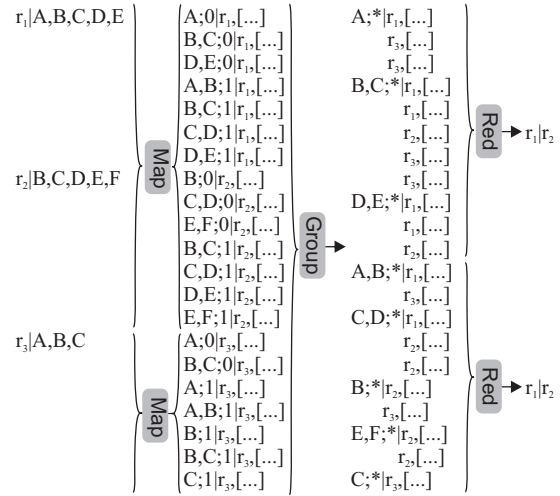 r1|A,B,C,D,E
r2|B,C,D,E,F
r3|A,B,C
Map
Map
A;0|r1,[...]
B,C;0|r1,[...]
D,E;0|r1,[...]
A,B;1|r1,[...]
B,C;1|r1,[...]
C,D;1|r1,[...]
D,E;1|r1,[...]
B;0|r2,[...]
C,D;0|r2,[...]
E,F;0|r2,[...]
B,C;1|r2,[...]
C,D;1|r2,[...]
D,E;1|r2,[...]
E,F;1|r2,[...]
A;0|r3,[...]
B,C;0|r3,[...]
A;1|r3,[...]
A,B;1|r3,[...]
B;1|r3,[...]
B,C;1|r3,[...]
C;1|r3,[...]
Group
A;*|r1,[...]
r3,[...]
r3,[...]
B,C;*|r1,[...]
r1,[...]
r2,[...]
r3,[...]
r3,[...]
D,E;*|r1,[...]
r1,[...]
r2,[...]
A,B;*|r1,[...]
r3,[...]
C,D;*|r1,[...]
r2,[...]
r2,[...]
B;*|r2,[...]
r3,[...]
E,F;*|r2,[...]
r2,[...]
C;*|r3,[...]
Red
r1|r2
Red
r1|r2